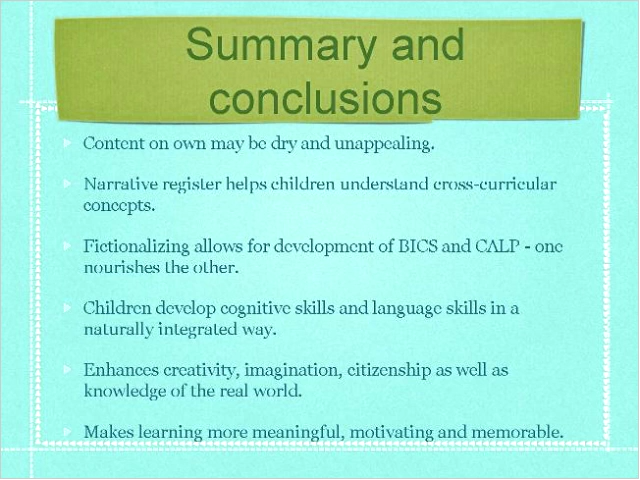 Summary and
conclusions
Content on own may be dry and unappealing.
Narrative register helps children understand cross-curricular
concepts.
Fictionalizing allows for development of BICS and CALP - one
nourishes the other.
Children develop cognitive skills and language skills in a
naturally integrated way.
Enhances creativity, imagination, citizenship as well as
knowledge of the real world.
Makes learning more meaningful, motivating and memorable.